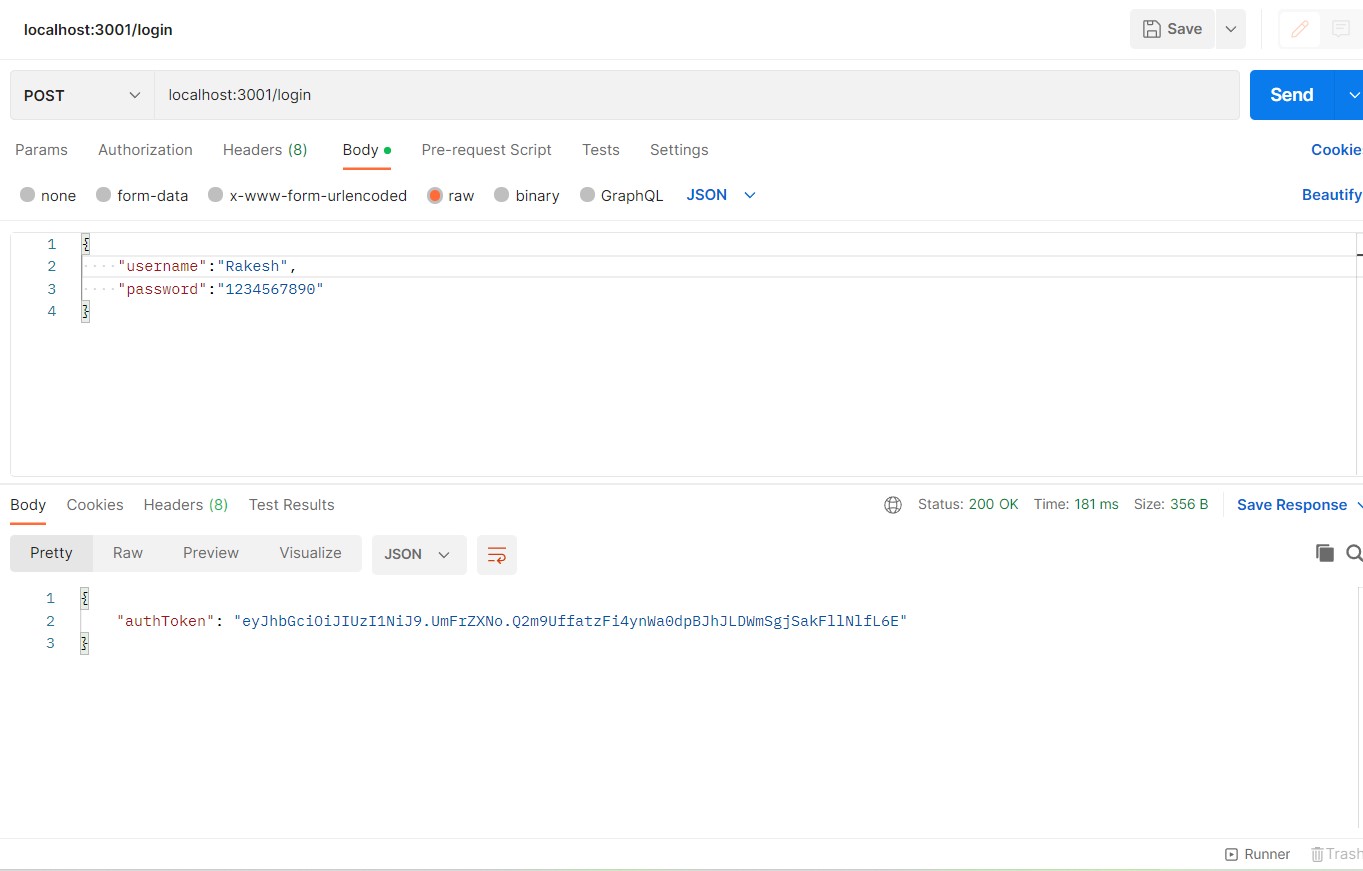 localhost:3001/login
Save
POST
localhost:3001/login
Send
Params Authorization Headers (8) Body Pre-request Script Tests Settings Cookie
none form-data x-www-form-urlencoded raw binary GraphQL JSON Beautify
1 {
2 "username":"Rakesh",
3 "password":"1234567890"
4 }
Body Cookies Headers (8) Test Results Status: 200 OK Time: 181 ms Size: 356 B Save Response
Pretty Raw Preview Visualize JSON
1 {
2 "authToken": "eyJhbGciOiJIUzI1NiJ9.UmFrZXNo.Q2m9UffatzFi4ynWa0dpBJhJLDWmSgjSakFllNlfL6E"
3 }
Runner Trash